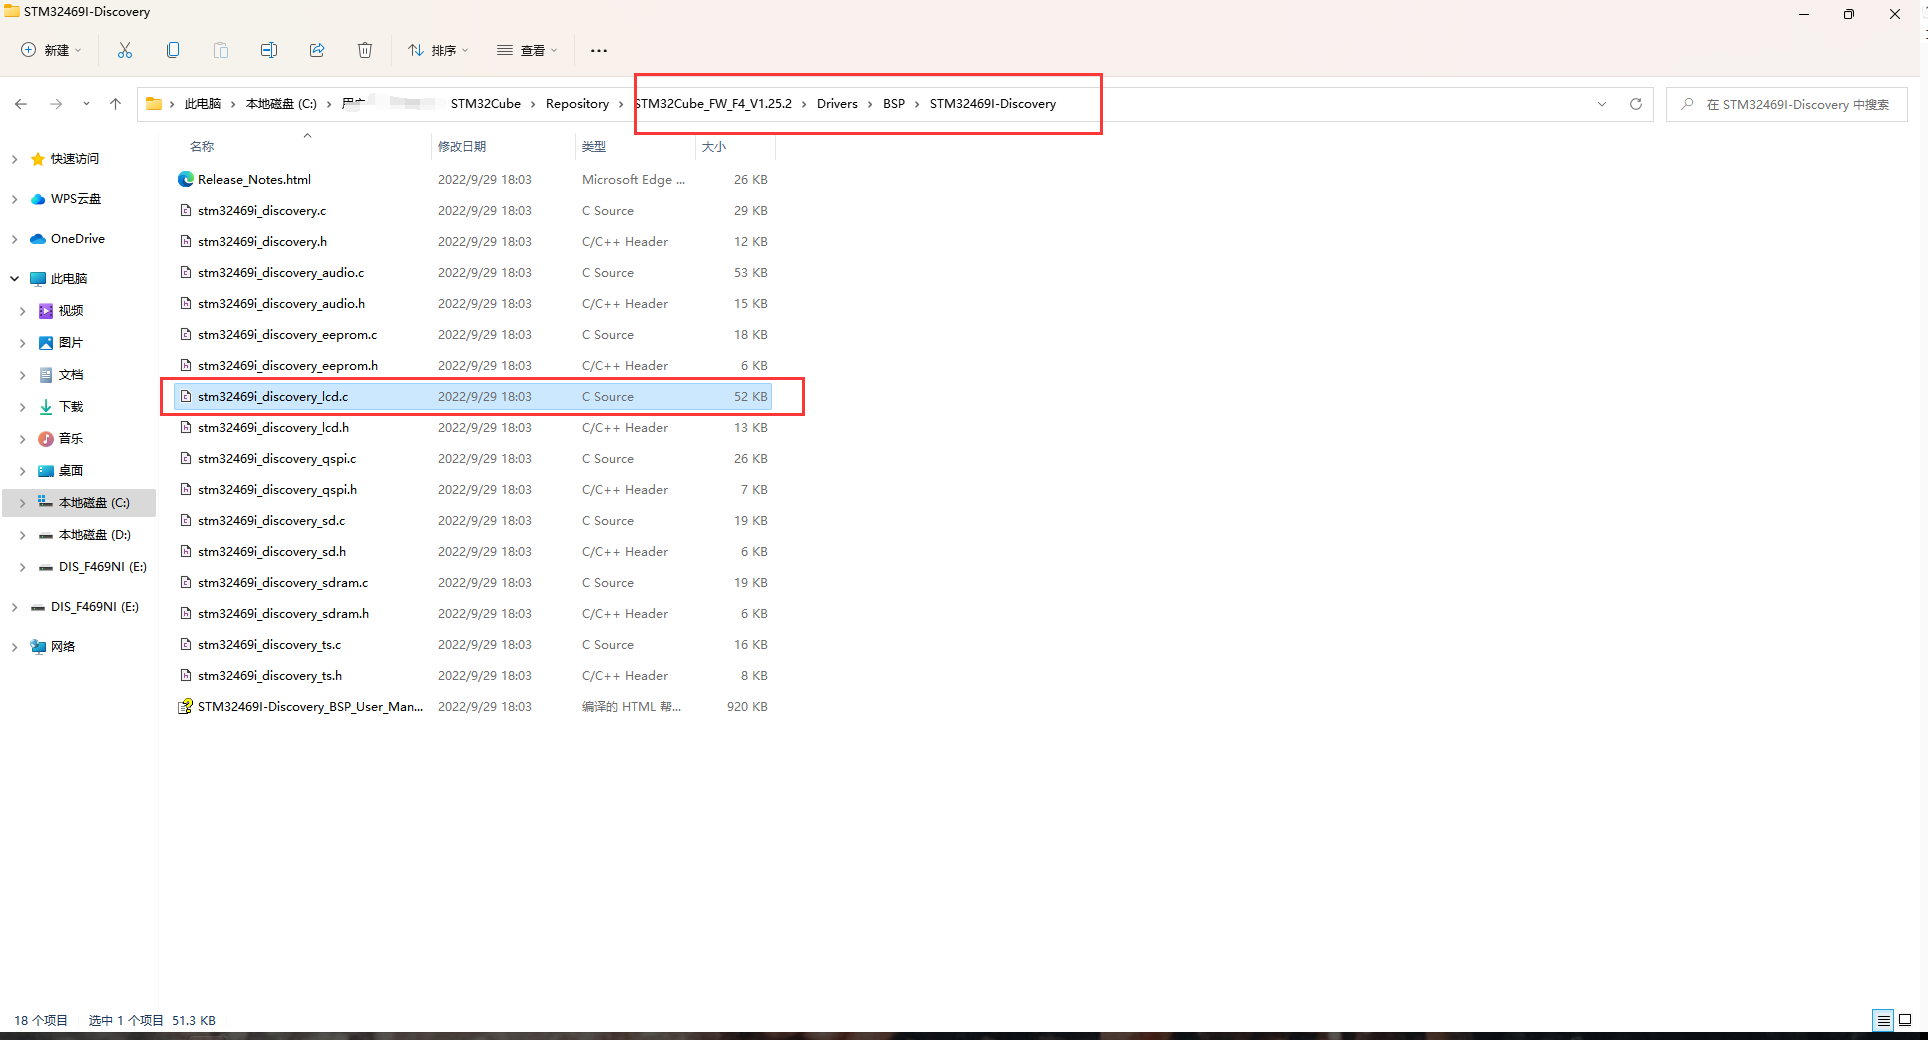 STM32469I-Discovery
新建 排序 查看
此电脑 本地磁盘 (C:) STM32Cube Repository STM32Cube_FW_F4_V1.25.2 Drivers BSP STM32469I-Discovery 在 STM32469I-Discovery 中搜索
名称 修改日期 类型 大小
快速访问
WPS云盘
OneDrive
此电脑
视频
图片
文档
下载
音乐
桌面
本地磁盘 (C:)
本地磁盘 (D:)
DIS_F469NI (E:)
DIS_F469NI (E:)
网络
Release_Notes.html 2022/9/29 18:03 Microsoft Edge ... 26 KB
stm32469i_discovery.c 2022/9/29 18:03 C Source 29 KB
stm32469i_discovery.h 2022/9/29 18:03 C/C++ Header 12 KB
stm32469i_discovery_audio.c 2022/9/29 18:03 C Source 53 KB
stm32469i_discovery_audio.h 2022/9/29 18:03 C/C++ Header 15 KB
stm32469i_discovery_eeprom.c 2022/9/29 18:03 C Source 18 KB
stm32469i_discovery_eeprom.h 2022/9/29 18:03 C/C++ Header 6 KB
stm32469i_discovery_lcd.c 2022/9/29 18:03 C Source 52 KB
stm32469i_discovery_lcd.h 2022/9/29 18:03 C/C++ Header 13 KB
stm32469i_discovery_qspi.c 2022/9/29 18:03 C Source 26 KB
stm32469i_discovery_qspi.h 2022/9/29 18:03 C/C++ Header 7 KB
stm32469i_discovery_sd.c 2022/9/29 18:03 C Source 19 KB
stm32469i_discovery_sd.h 2022/9/29 18:03 C/C++ Header 6 KB
stm32469i_discovery_sdram.c 2022/9/29 18:03 C Source 19 KB
stm32469i_discovery_sdram.h 2022/9/29 18:03 C/C++ Header 6 KB
stm32469i_discovery_ts.c 2022/9/29 18:03 C Source 16 KB
stm32469i_discovery_ts.h 2022/9/29 18:03 C/C++ Header 8 KB
STM32469I-Discovery_BSP_User_Man... 2022/9/29 18:03 编译的 HTML 帮... 920 KB
18 个项目 选中 1 个项目 51.3 KB